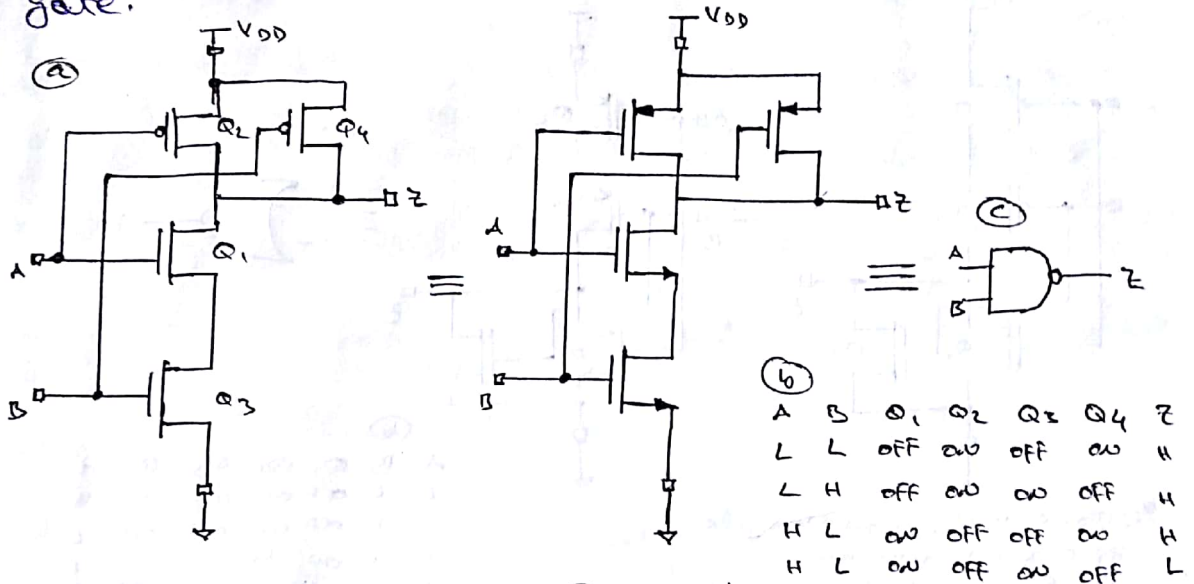 gate.
VDD
a
Q2
Q4
Z
A
Q1
B
Q3
≡
VDD
Z
A
B
≡
c
A
B
Z
b
A B Q1 Q2 Q3 Q4 Z
L L OFF ON OFF ON H
L H OFF ON ON OFF H
H L ON OFF OFF ON H
H L ON OFF ON OFF L